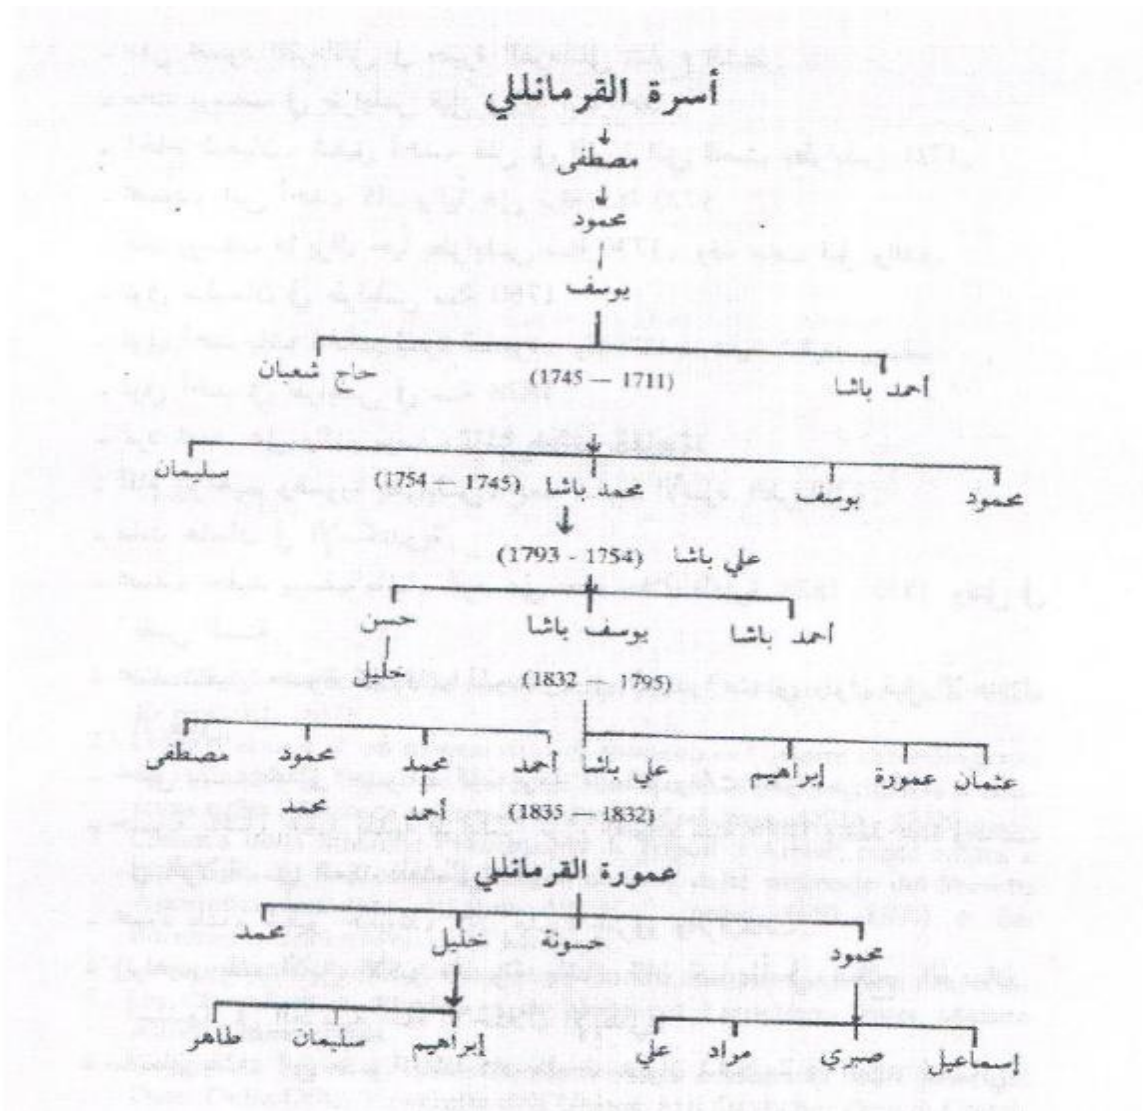 أسرة القرمانللي
مصطفى
محمود
يوسف
أحمد باشا (1711 — 1745) حاج شعبان
محمود يوسف محمد باشا (1745 — 1754) سليمان
علي باشا (1754 - 1793)
أحمد باشا يوسف باشا حسن
(1795 — 1832) خليل
عثمان عمورة إبراهيم علي باشا أحمد محمد محمود مصطفى
(1832 — 1835) أحمد محمد
عمورة القرمانللي
محمود حسونة خليل محمد
إسماعيل صبري مراد علي إبراهيم سليمان طاهر